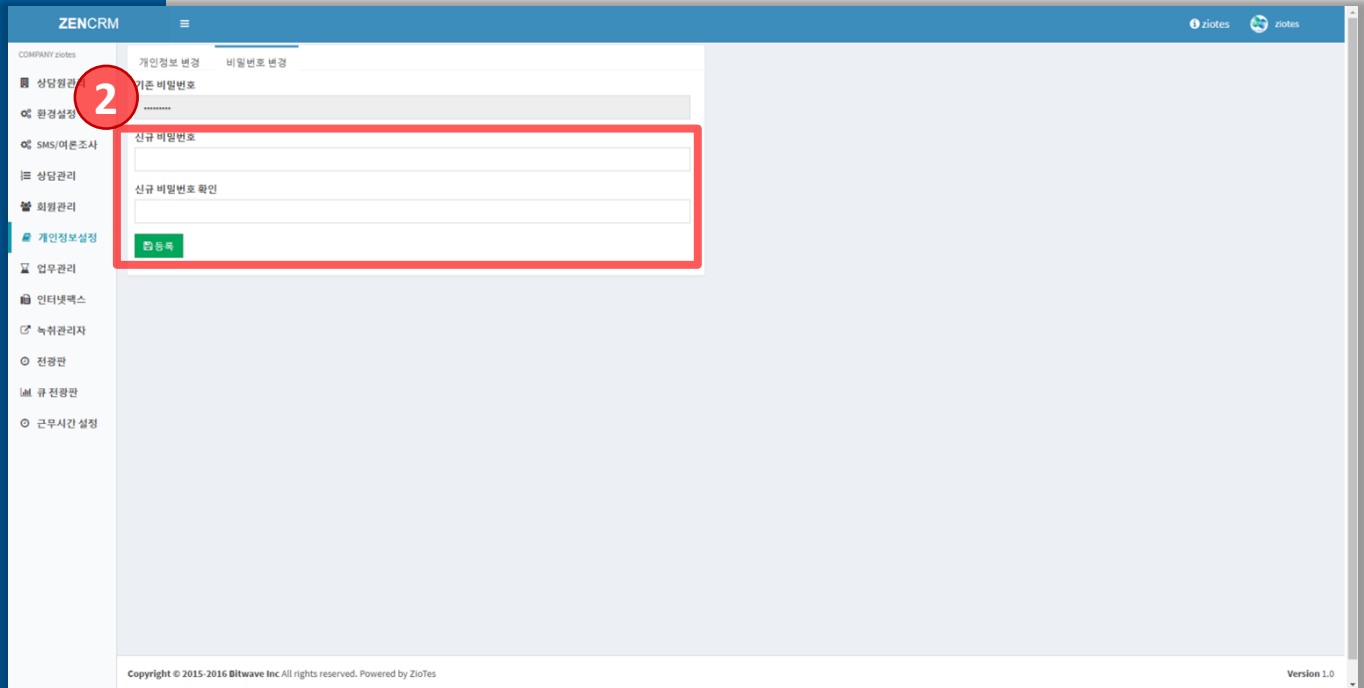 ZENCRM
ziotes
ziotes
COMPANY ziotes
상담원관리
환경설정
SMS/여론조사
상담관리
회원관리
개인정보설정
업무관리
인터넷팩스
녹취관리자
전광판
큐 전광판
근무시간 설정
개인정보 변경
비밀번호 변경
2
기존 비밀번호
•••••••••
신규 비밀번호
신규 비밀번호 확인
등록
Copyright © 2015-2016 Bitwave Inc All rights reserved. Powered by ZioTes
Version 1.0